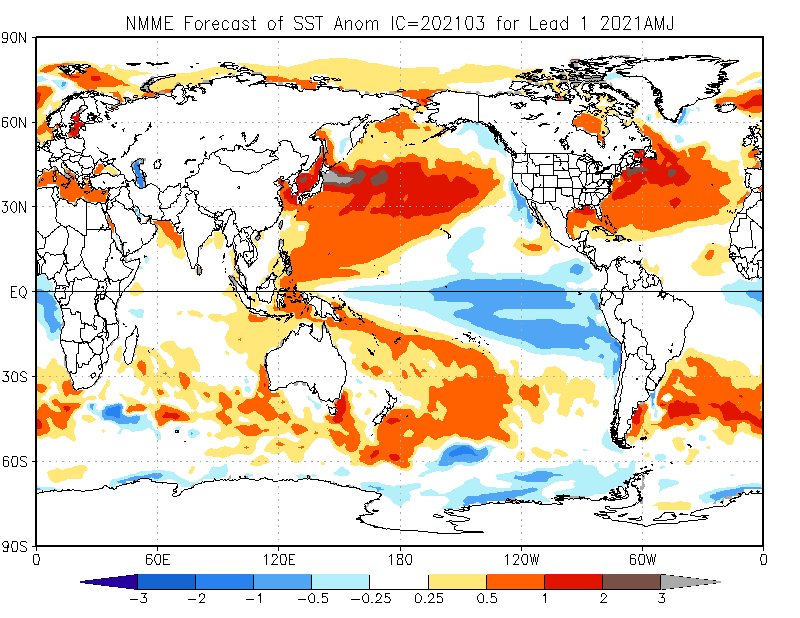 NMME Forecast of SST Anom IC=202103 for Lead 1 2021AMJ
90N
60N
30N
EQ
30S
60S
90S
0 60E 120E 180 120W 60W 0
-3 -2 -1 -0.5 -0.25 0.25 0.5 1 2 3